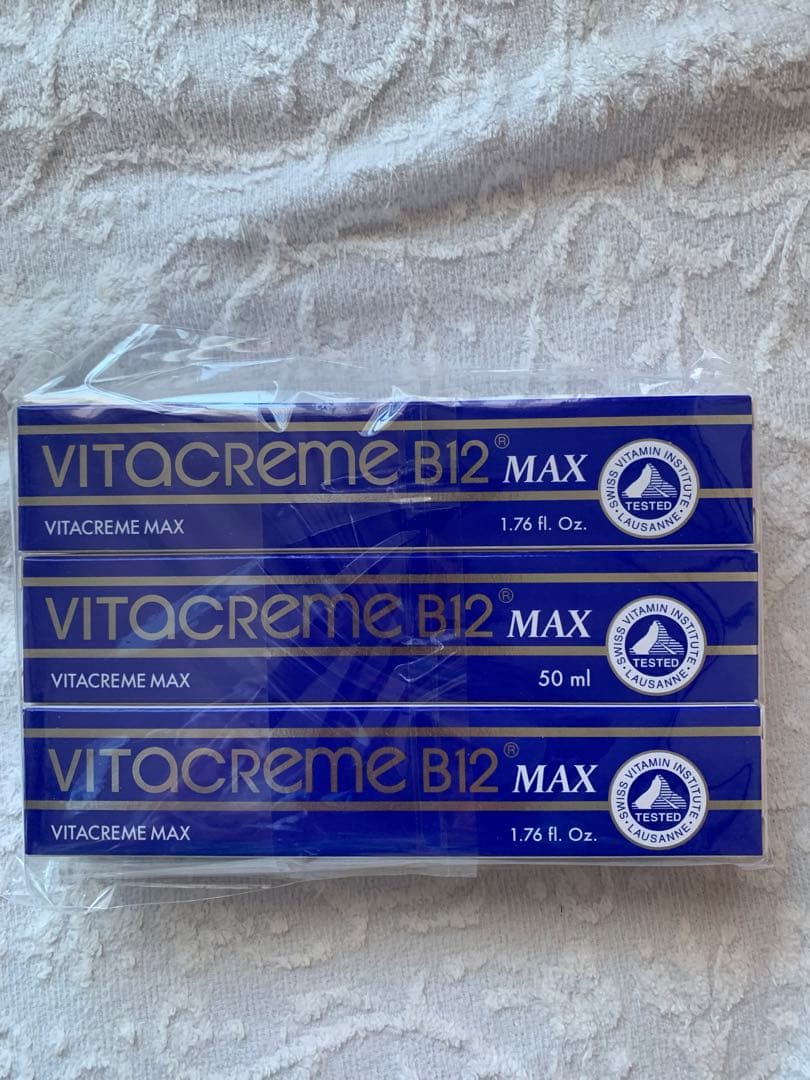 VITACREME B12® MAX
VITACREME MAX 1.76 fl. Oz.
SWISS VITAMIN INSTITUTE · LAUSANNE ·
TESTED
VITACREME B12® MAX
VITACREME MAX 50 ml
SWISS VITAMIN INSTITUTE · LAUSANNE ·
TESTED
VITACREME B12® MAX
VITACREME MAX 1.76 fl. Oz.
SWISS VITAMIN INSTITUTE · LAUSANNE ·
TESTED